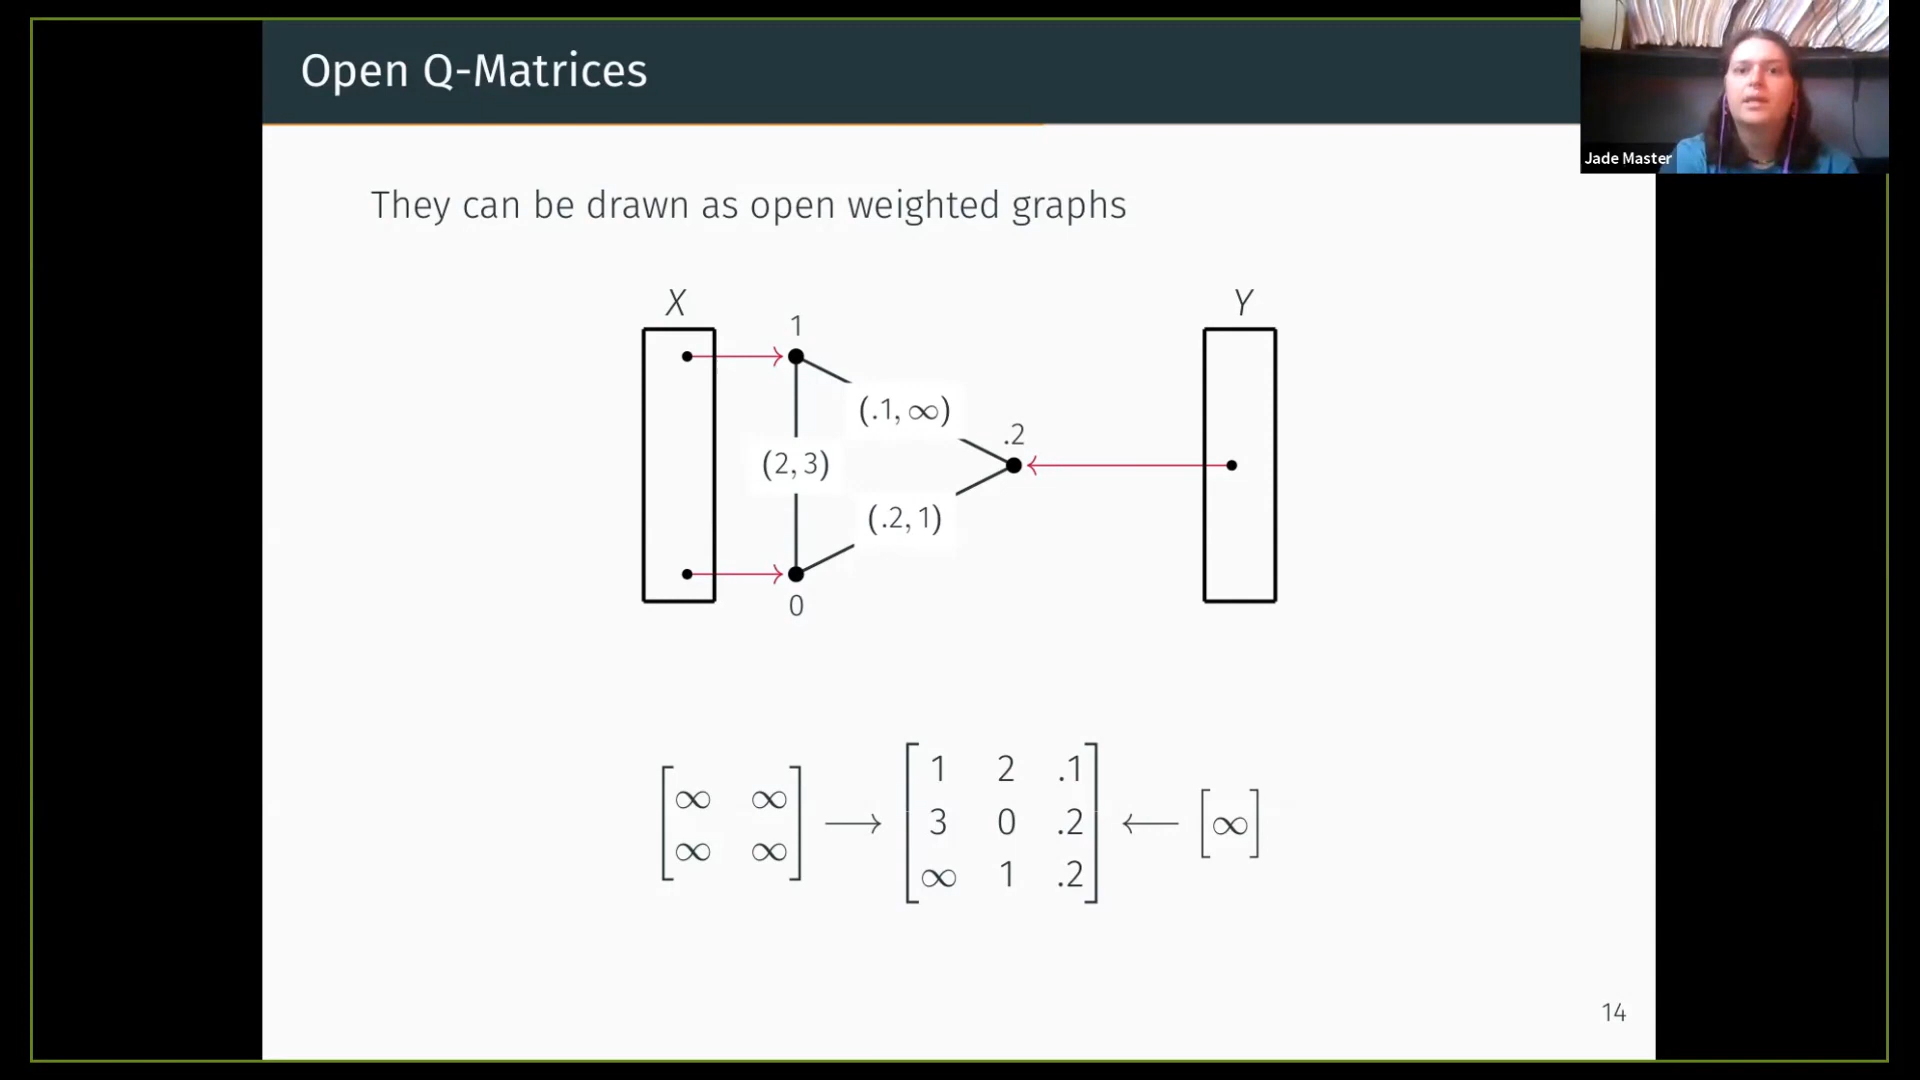 Open Q-Matrices
Jade Master
They can be drawn as open weighted graphs
X
Y
1
(.1, ∞)
.2
(2, 3)
(.2, 1)
0
[∞ ∞
∞ ∞] ⟶ [1 2 .1
3 0 .2
∞ 1 .2] ⟵ [∞]
14